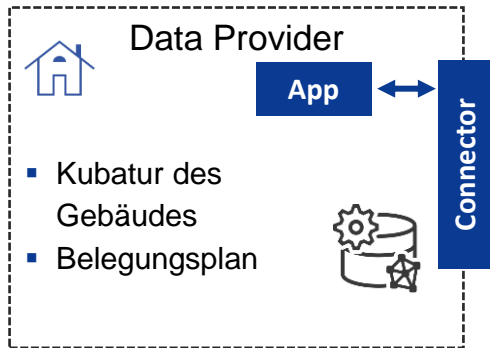 Data Provider
App
Connector
▪ Kubatur des
Gebäudes
▪ Belegungsplan